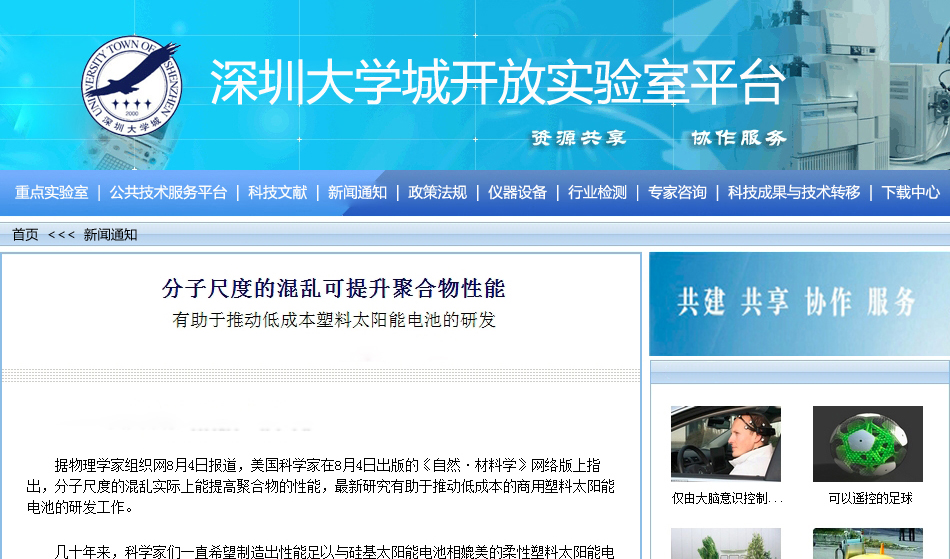 UNIVERSITY TOWN OF SHENZHEN
2000
深圳大学城
深圳大学城开放实验室平台
资源共享 协作服务
重点实验室 | 公共技术服务平台 | 科技文献 | 新闻通知 | 政策法规 | 仪器设备 | 行业检测 | 专家咨询 | 科技成果与技术转移 | 下载中心
首页 <<< 新闻通知
分子尺度的混乱可提升聚合物性能
有助于推动低成本塑料太阳能电池的研发
共建 共享 协作 服务
据物理学家组织网8月4日报道，美国科学家在8月4日出版的《自然·材料学》网络版上指
出，分子尺度的混乱实际上能提高聚合物的性能，最新研究有助于推动低成本的商用塑料太阳能
电池的研发工作。
几十年来，科学家们一直希望制造出性能足以与硅基太阳能电池相媲美的柔性塑料太阳能电
仅由大脑意识控制...
可以遥控的足球